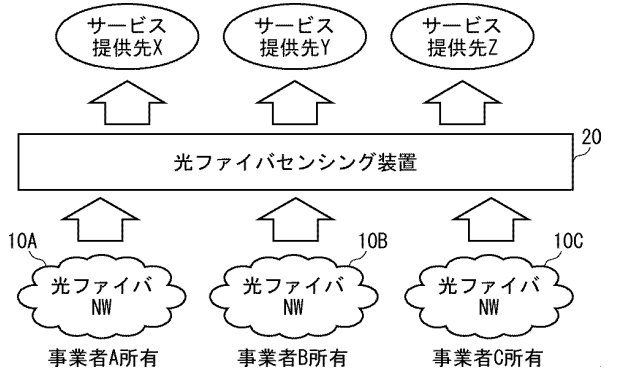 サービス
提供先X
サービス
提供先Y
サービス
提供先Z
20
光ファイバセンシング装置
10A
10B
10C
光ファイバ
NW
光ファイバ
NW
光ファイバ
NW
事業者A所有
事業者B所有
事業者C所有